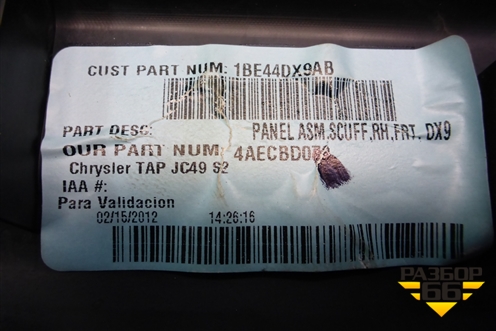 CUST PART NUM: 1BE44DX9AB
PART DESC: PANEL ASM,SCUFF,RH,FRT. DX9
OUR PART NUM:
Chrysler TAP JC49 S2
IAA #:
Para Validacion
02/15/2012 14:26:16
РАЗБОР
66